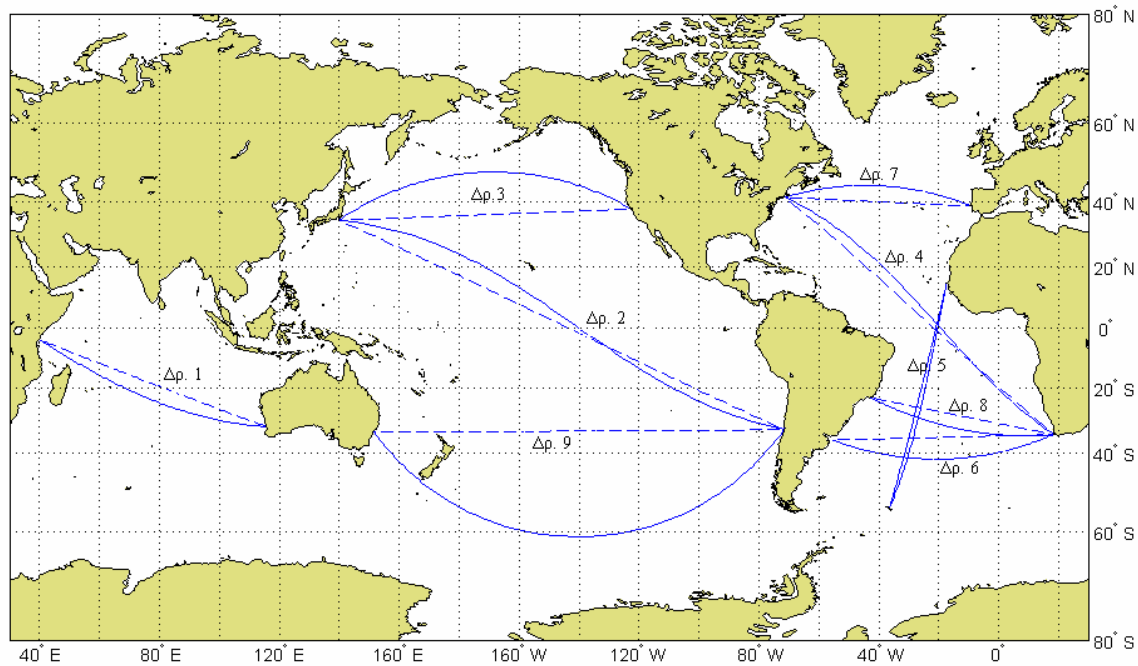 80° N
60° N
40° N
20° N
0°
20° S
40° S
60° S
80° S
Δρ. 7
Δρ. 3
Δρ. 4
Δρ. 2
Δρ. 1
Δρ. 5
Δρ. 8
Δρ. 9
Δρ. 6
40° E
80° E
120° E
160° E
160° W
120° W
80° W
40° W
0°